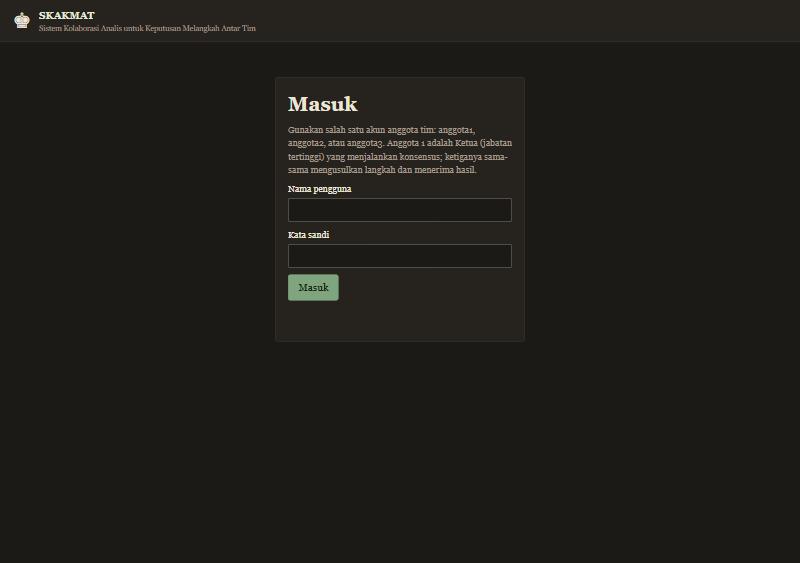 SKAKMAT
Sistem Kolaborasi Analis untuk Keputusan Melangkah Antar Tim
Masuk
Gunakan salah satu akun anggota tim: anggota1,
anggota2, atau anggota3. Anggota 1 adalah Ketua (jabatan
tertinggi) yang menjalankan konsensus; ketiganya sama-
sama mengusulkan langkah dan menerima hasil.
Nama pengguna
Kata sandi
Masuk